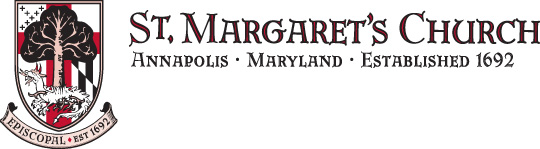 St. Margaret's Church
Annapolis · Maryland · Established 1692
EPISCOPAL • EST 1692